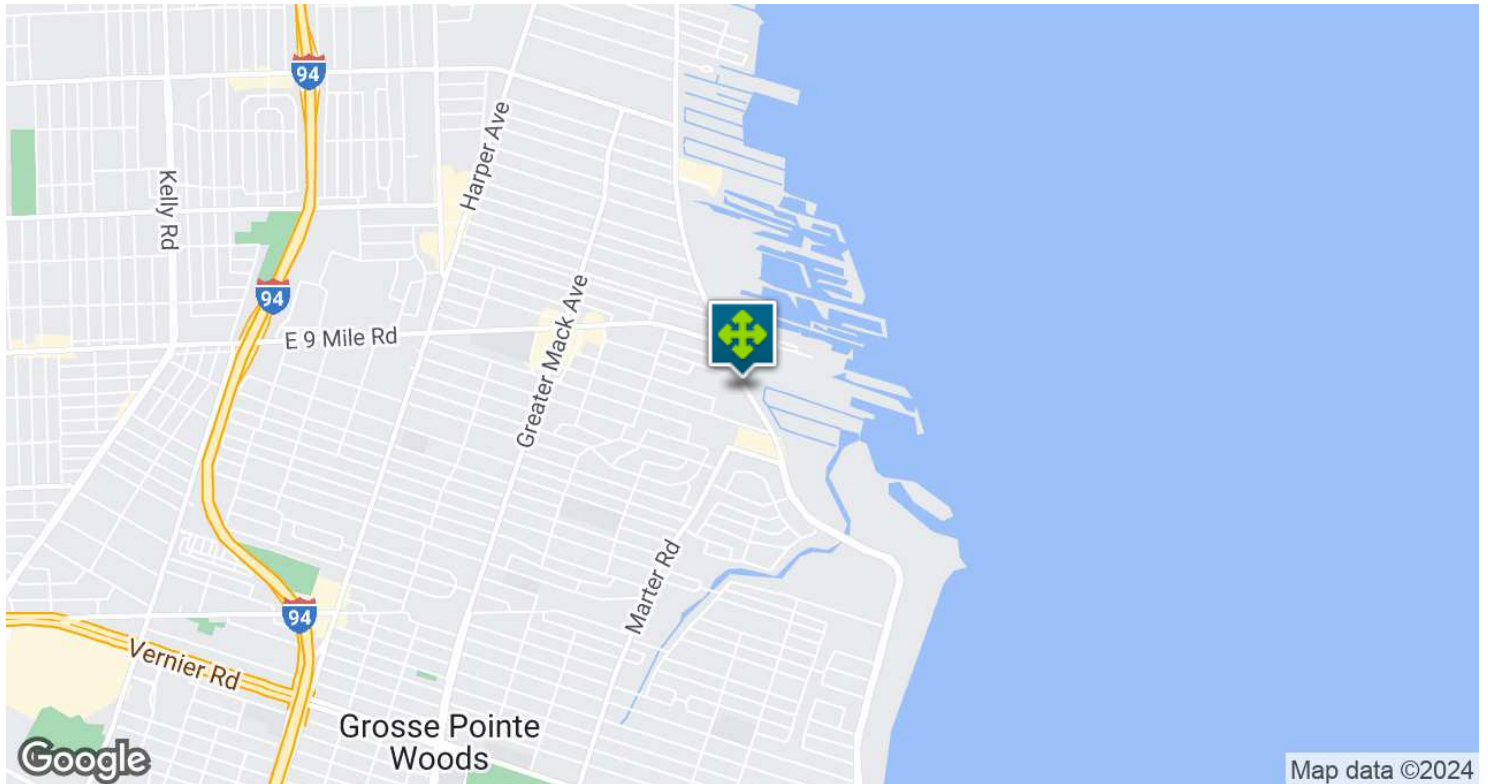 94
Harper Ave
Kelly Rd
94
Greater Mack Ave
E 9 Mile Rd
Marter Rd
94
Vernier Rd
Grosse Pointe
Woods
Google
Map data ©2024